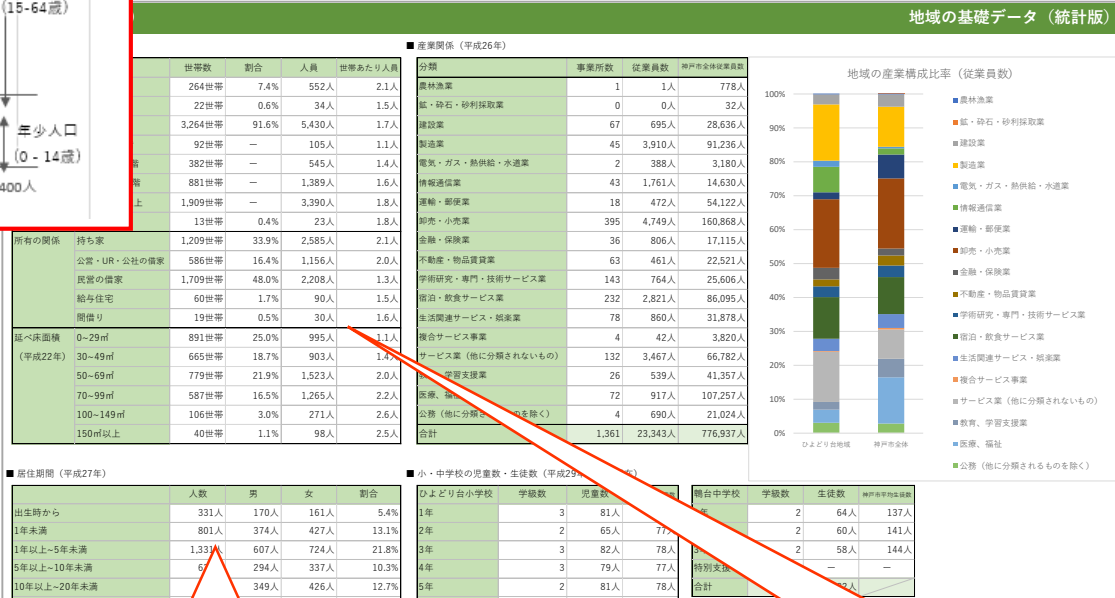 (15-64歳)
年少人口
(0 - 14歳)
400人
地域の基礎データ（統計版）
世帯数 割合 人員 世帯あたり人員
264世帯 7.4% 552人 2.1人
22世帯 0.6% 34人 1.5人
3,264世帯 91.6% 5,430人 1.7人
92世帯 — 105人 1.1人
階 382世帯 — 545人 1.4人
階 881世帯 — 1,389人 1.6人
上 1,909世帯 — 3,390人 1.8人
13世帯 0.4% 23人 1.8人
所有の関係 持ち家 1,209世帯 33.9% 2,585人 2.1人
公営・UR・公社の借家 586世帯 16.4% 1,156人 2.0人
民営の借家 1,709世帯 48.0% 2,208人 1.3人
給与住宅 60世帯 1.7% 90人 1.5人
間借り 19世帯 0.5% 30人 1.6人
延べ床面積 0~29㎡ 891世帯 25.0% 995人 1.1人
（平成22年） 30~49㎡ 665世帯 18.7% 903人 1.4人
50~69㎡ 779世帯 21.9% 1,523人 2.0人
70~99㎡ 587世帯 16.5% 1,265人 2.2人
100~149㎡ 106世帯 3.0% 271人 2.6人
150㎡以上 40世帯 1.1% 98人 2.5人
■ 産業関係（平成26年）
分類 事業所数 従業員数 神戸市全体従業員数
農林漁業 1 1人 778人
鉱・砕石・砂利採取業 0 0人 32人
建設業 67 695人 28,636人
製造業 45 3,910人 91,236人
電気・ガス・熱供給・水道業 2 388人 3,180人
情報通信業 43 1,761人 14,630人
運輸・郵便業 18 472人 54,122人
卸売・小売業 395 4,749人 160,868人
金融・保険業 36 806人 17,115人
不動産・物品賃貸業 63 461人 22,521人
学術研究・専門・技術サービス業 143 764人 25,606人
宿泊・飲食サービス業 232 2,821人 86,095人
生活関連サービス・娯楽業 78 860人 31,878人
複合サービス事業 4 42人 3,820人
サービス業（他に分類されないもの） 132 3,467人 66,782人
学習支援業 26 539人 41,357人
医療、福祉 72 917人 107,257人
公務（他に分類されるものを除く） 4 690人 21,024人
合計 1,361 23,343人 776,937人
地域の産業構成比率（従業員数）
100%
90%
80%
70%
60%
50%
40%
30%
20%
10%
0%
ひよどり台地域 神戸市全体
農林漁業
鉱・砕石・砂利採取業
建設業
製造業
電気・ガス・熱供給・水道業
情報通信業
運輸・郵便業
卸売・小売業
金融・保険業
不動産・物品賃貸業
学術研究・専門・技術サービス業
宿泊・飲食サービス業
生活関連サービス・娯楽業
複合サービス事業
サービス業（他に分類されないもの）
教育、学習支援業
医療、福祉
公務（他に分類されるものを除く）
■ 居住期間（平成27年）
人数 男 女 割合
出生時から 331人 170人 161人 5.4%
1年未満 801人 374人 427人 13.1%
1年以上~5年未満 1,331人 607人 724人 21.8%
5年以上~10年未満 294人 337人 10.3%
10年以上~20年未満 349人 426人 12.7%
■ 小・中学校の児童数・生徒数（平成29年）
ひよどり台小学校 学級数 児童数
1年 3 81人
2年 2 65人 77人
3年 3 82人 78人
4年 3 79人 77人
5年 2 81人 78人
鴨台中学校 学級数 生徒数 神戸市平均生徒数
年 2 64人 137人
2 60人 141人
2 58人 144人
特別支援 — —
合計